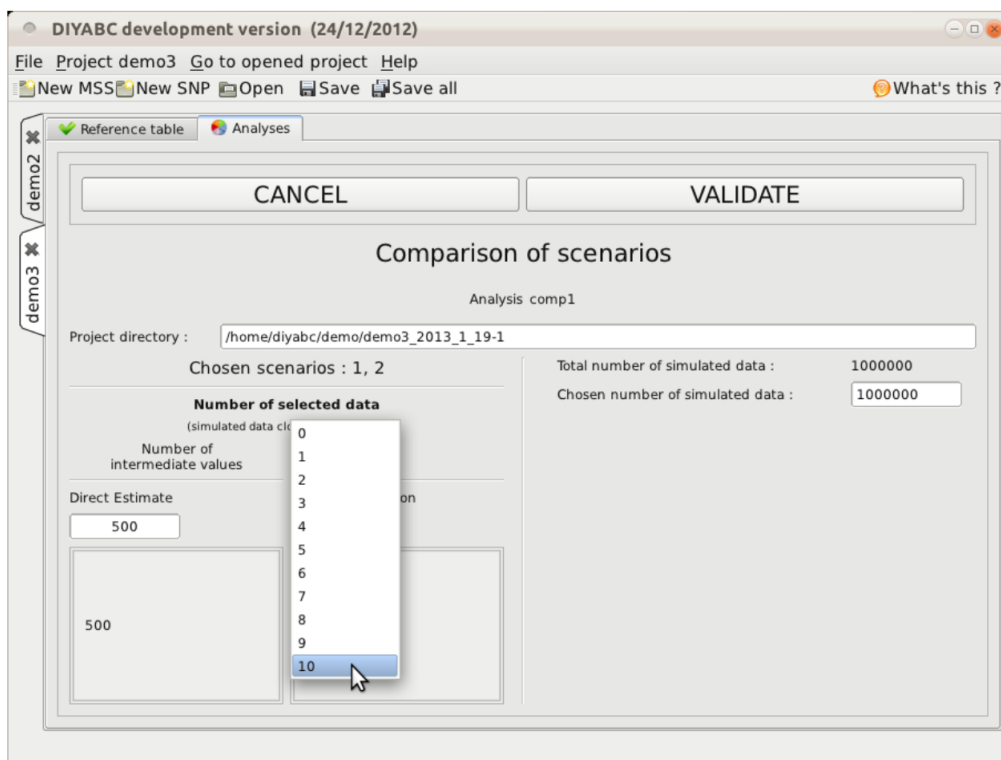 DIYABC development version (24/12/2012)
File Project demo3 Go to opened project Help
New MSS New SNP Open Save Save all What's this ?
demo2
demo3
Reference table Analyses
CANCEL VALIDATE
Comparison of scenarios
Analysis comp1
Project directory : /home/diyabc/demo/demo3_2013_1_19-1
Chosen scenarios : 1, 2
Total number of simulated data : 1000000
Chosen number of simulated data : 1000000
Number of selected data
(simulated data
Number of
intermediate values
Direct Estimate
500
500
0
1
2
3
4
5
6
7
8
9
10